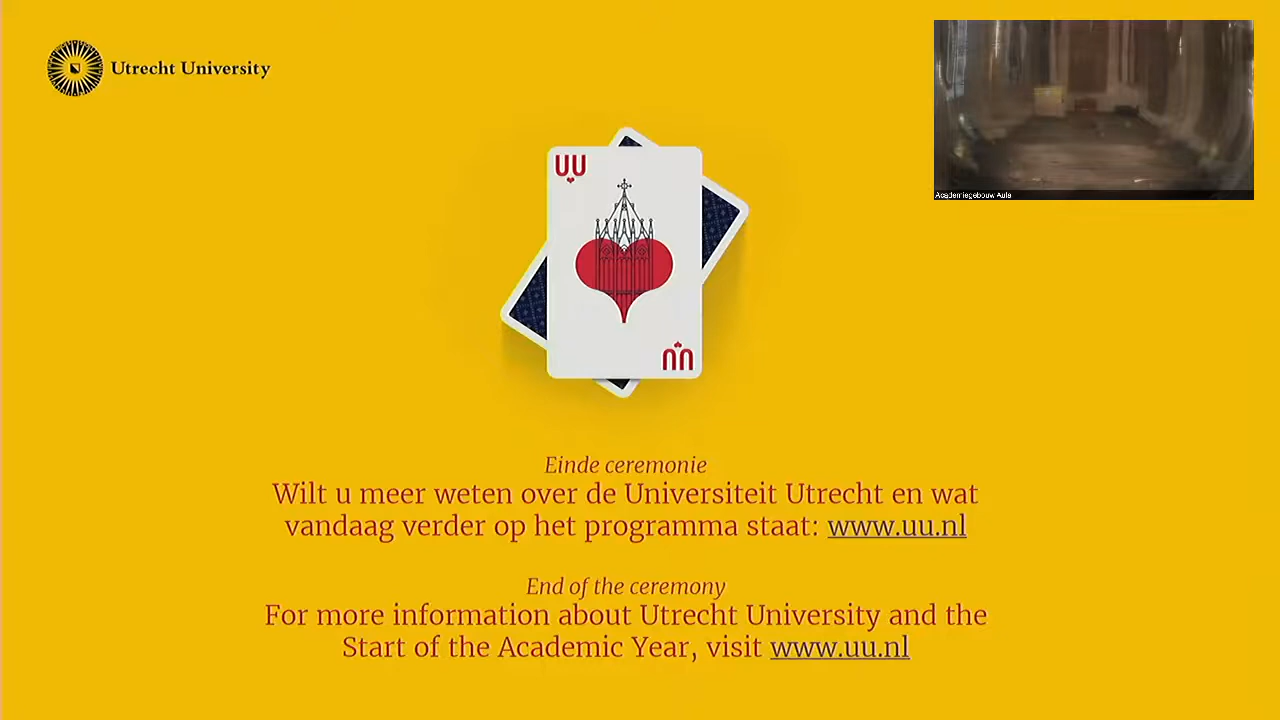 Utrecht University
UU
Academiegebouw Aula
UU
Einde ceremonie
Wilt u meer weten over de Universiteit Utrecht en wat
vandaag verder op het programma staat: www.uu.nl
End of the ceremony
For more information about Utrecht University and the
Start of the Academic Year, visit www.uu.nl